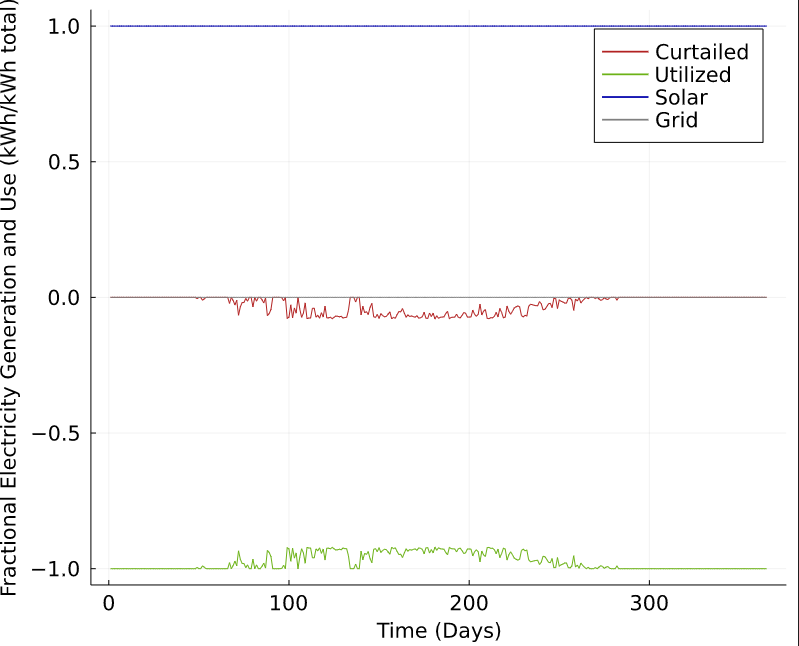 Fractional Electricity Generation and Use (kWh/kWh total)
1.0
0.5
0.0
−0.5
−1.0
Curtailed
Utilized
Solar
Grid
0
100
200
300
Time (Days)